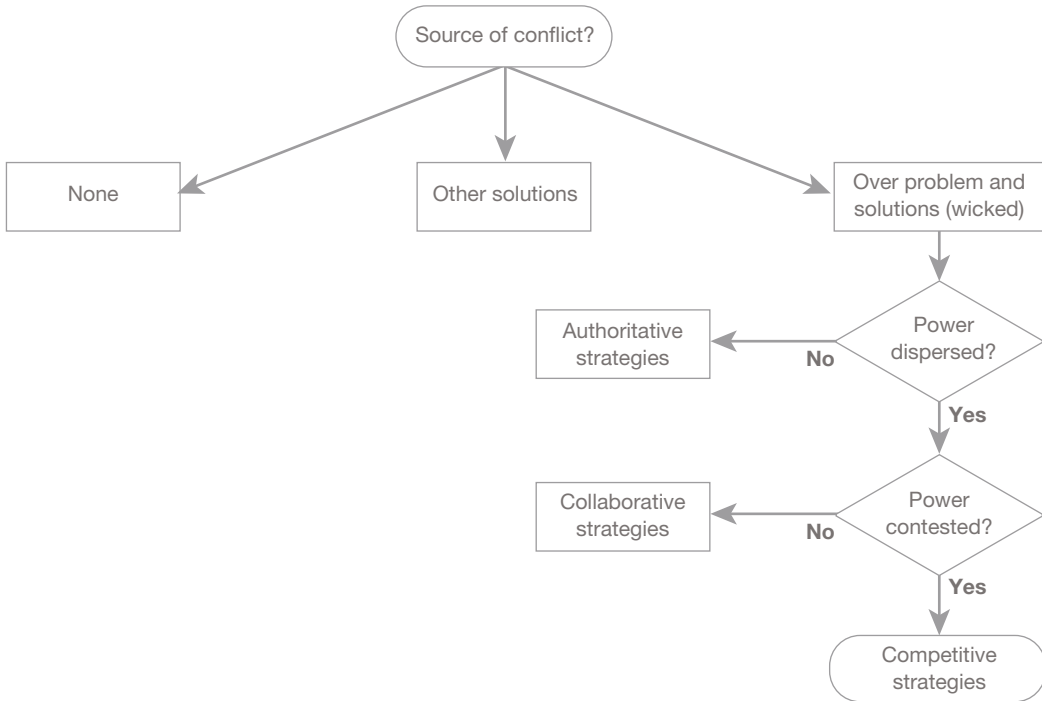 Source of conflict?
None
Other solutions
Over problem and
solutions (wicked)
Authoritative
strategies
No
Power
dispersed?
Yes
Collaborative
strategies
No
Power
contested?
Yes
Competitive
strategies